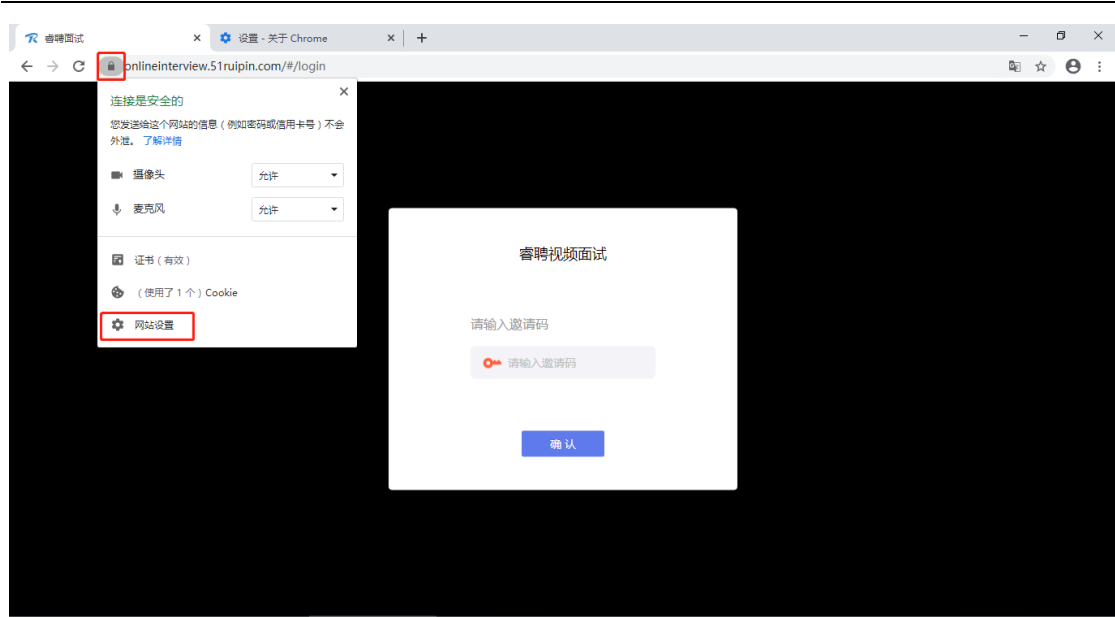 睿聘面试
设置 - 关于 Chrome
onlineinterview.51ruipin.com/#/login
连接是安全的
您发送给这个网站的信息（例如密码或信用卡号）不会
外泄。 了解详情
摄像头 允许
麦克风 允许
证书（有效）
（使用了 1 个）Cookie
网站设置
睿聘视频面试
请输入邀请码
请输入邀请码
确 认